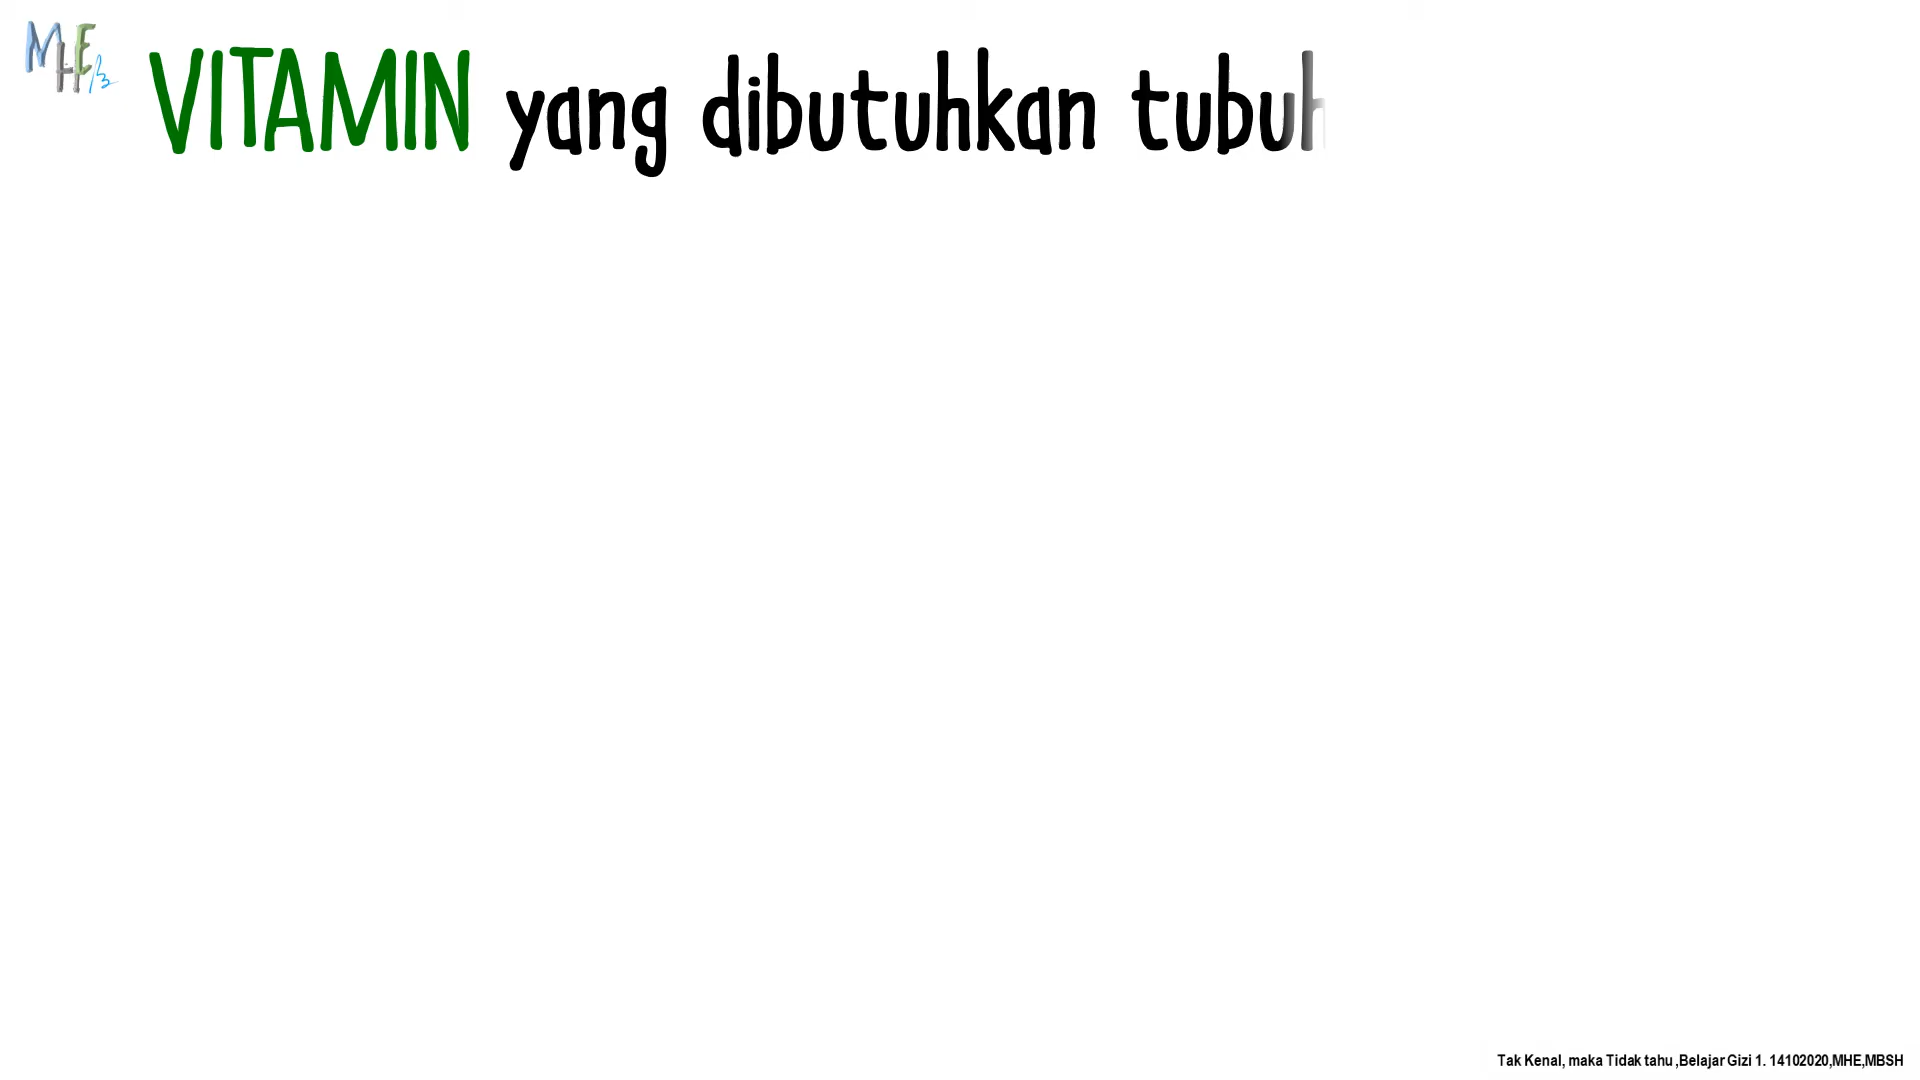 MHE/B
VITAMIN yang dibutuhkan tubuh
Tak Kenal, maka Tidak tahu ,Belajar Gizi 1. 14102020,MHE,MBSH